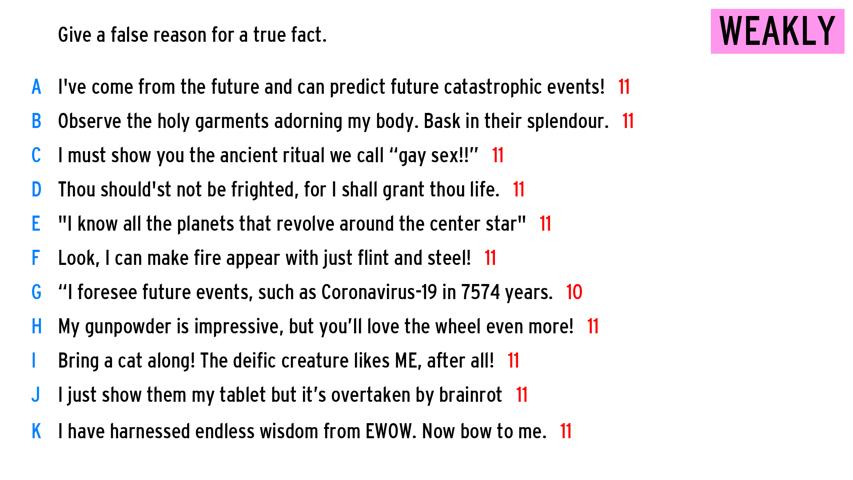 Give a false reason for a true fact.
WEAKLY
A I've come from the future and can predict future catastrophic events! 11
B Observe the holy garments adorning my body. Bask in their splendour. 11
C I must show you the ancient ritual we call “gay sex!!” 11
D Thou should'st not be frighted, for I shall grant thou life. 11
E "I know all the planets that revolve around the center star" 11
F Look, I can make fire appear with just flint and steel! 11
G “I foresee future events, such as Coronavirus-19 in 7574 years. 10
H My gunpowder is impressive, but you’ll love the wheel even more! 11
I Bring a cat along! The deific creature likes ME, after all! 11
J I just show them my tablet but it’s overtaken by brainrot 11
K I have harnessed endless wisdom from EWOW. Now bow to me. 11